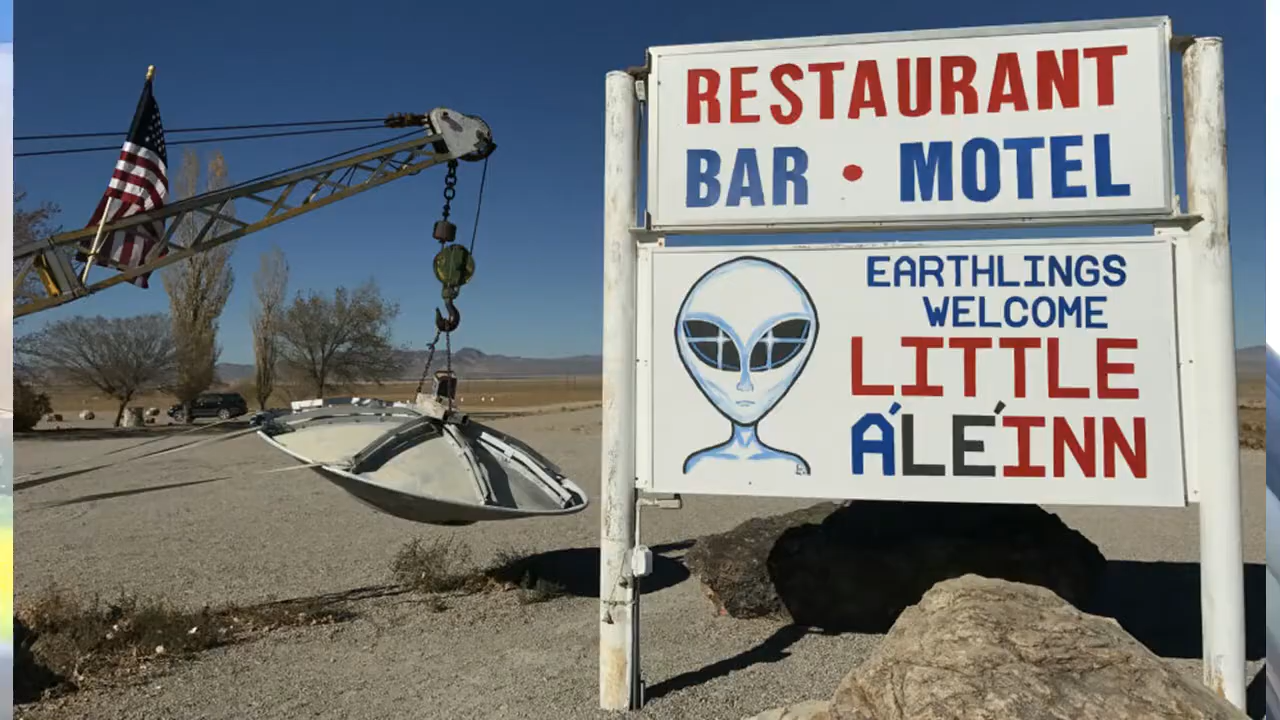 RESTAURANT
BAR • MOTEL
EARTHLINGS
WELCOME
LITTLE
A'LE'INN